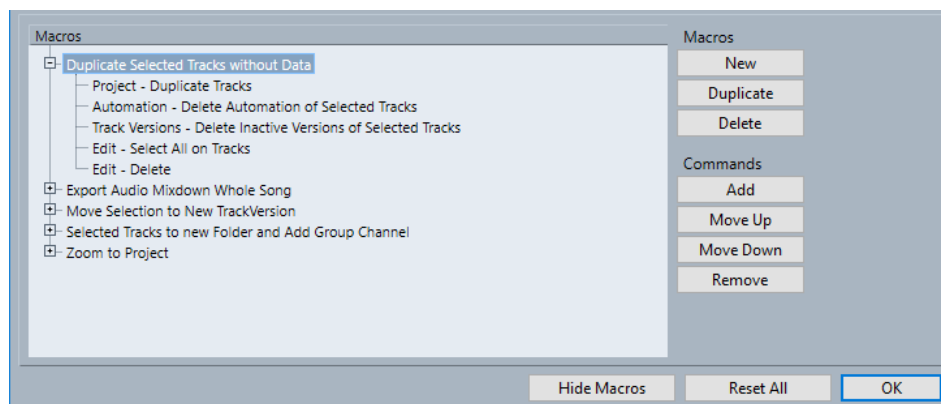 Macros
Duplicate Selected Tracks without Data
Project - Duplicate Tracks
Automation - Delete Automation of Selected Tracks
Track Versions - Delete Inactive Versions of Selected Tracks
Edit - Select All on Tracks
Edit - Delete
Export Audio Mixdown Whole Song
Move Selection to New TrackVersion
Selected Tracks to new Folder and Add Group Channel
Zoom to Project
Macros
New
Duplicate
Delete
Commands
Add
Move Up
Move Down
Remove
Hide Macros
Reset All
OK